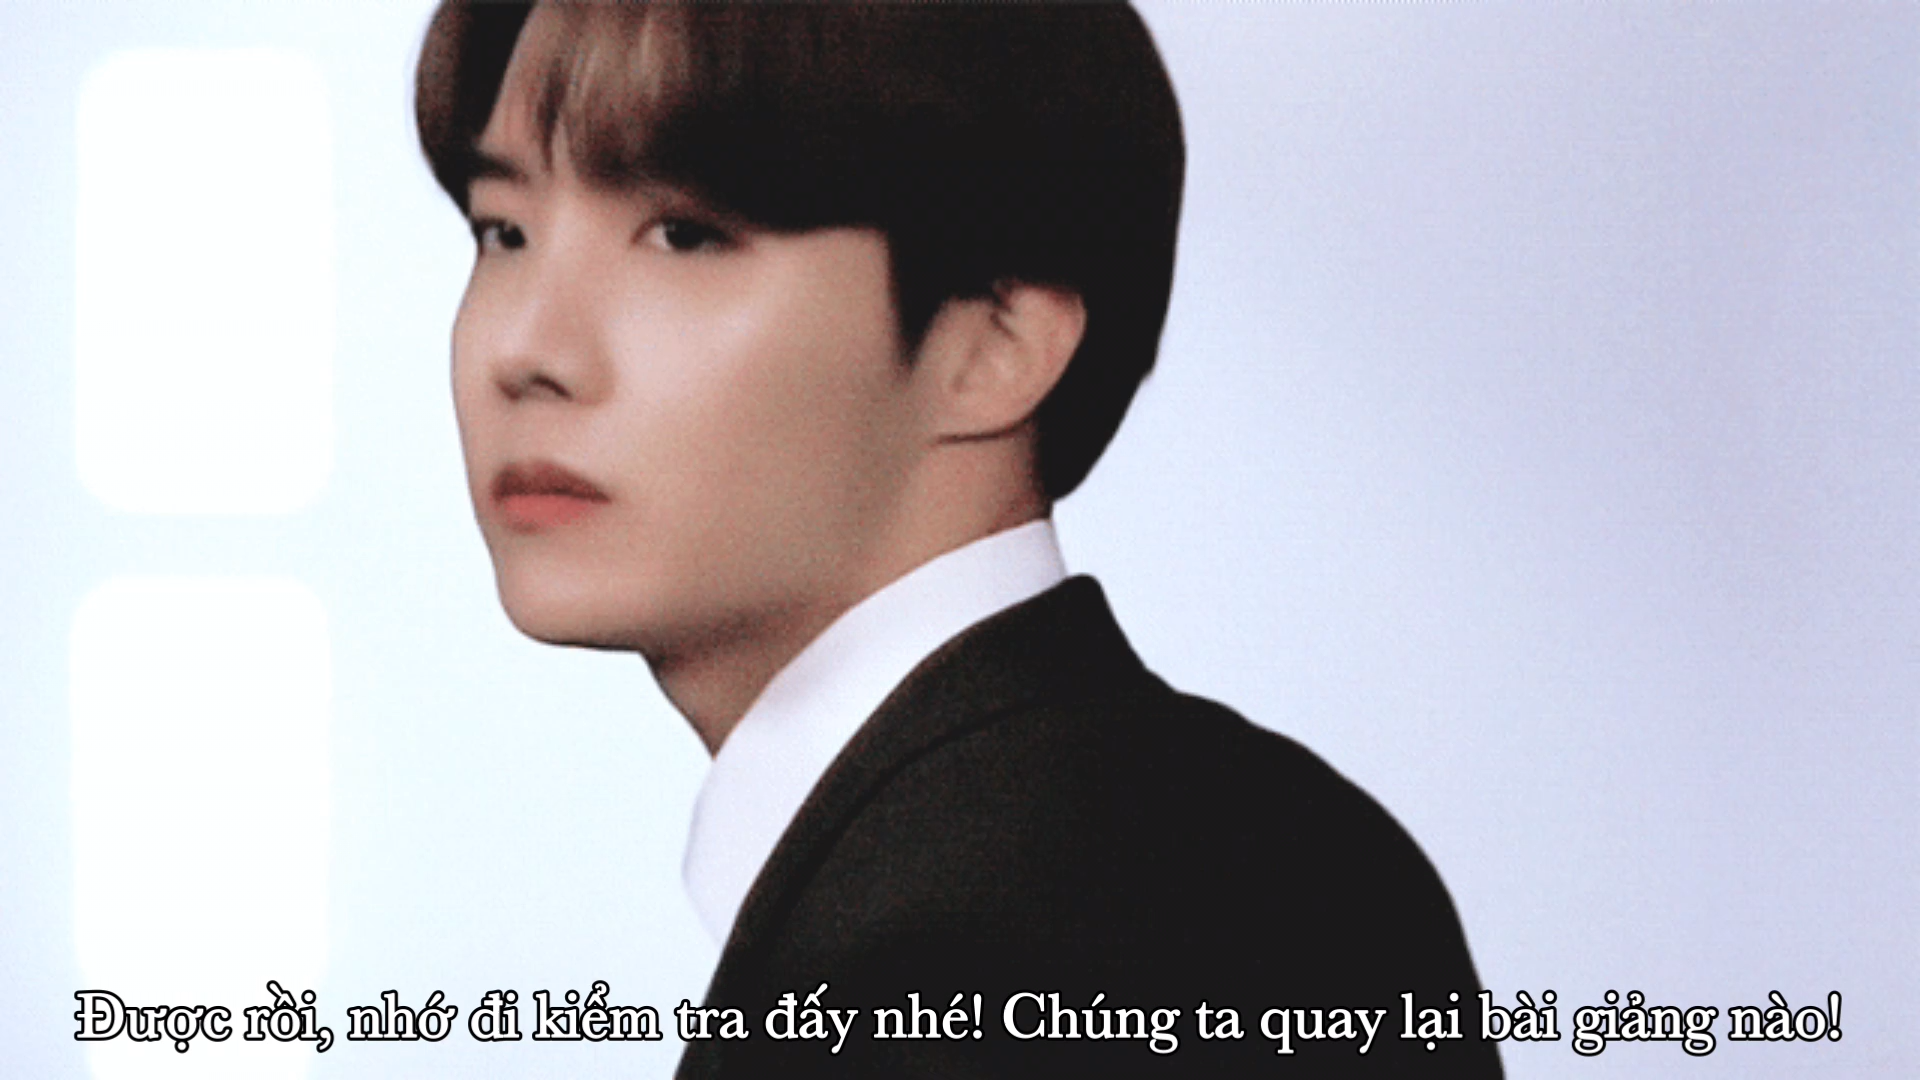 Được rồi, nhớ đi kiểm tra đấy nhé! Chúng ta quay lại bài giảng nào!